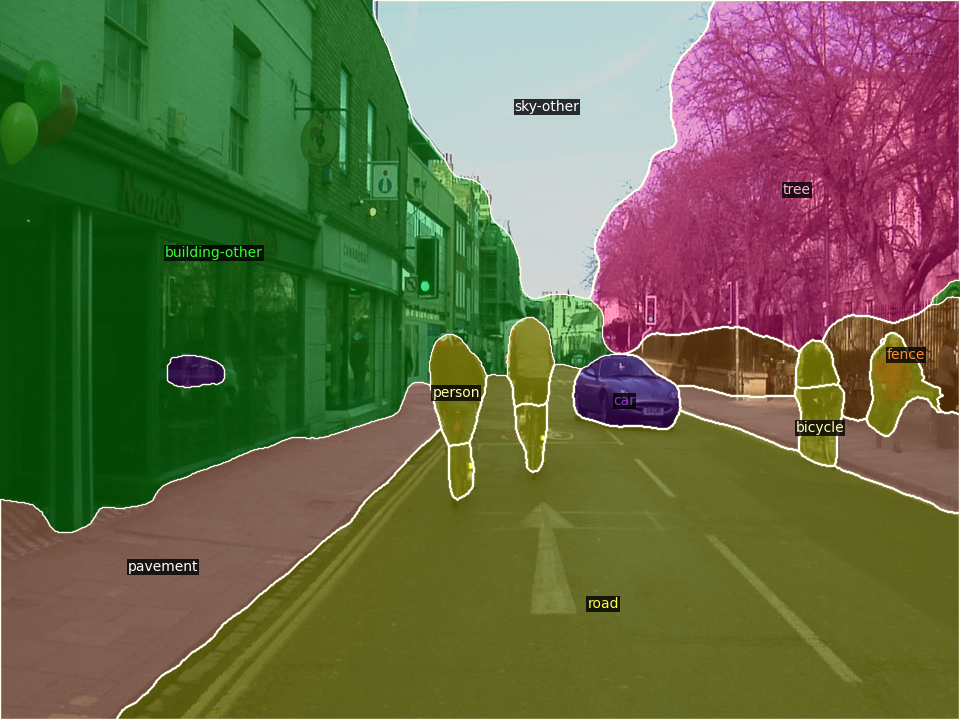 sky-other
tree
Nando's
building-other
fence
person
car
bicycle
pavement
road